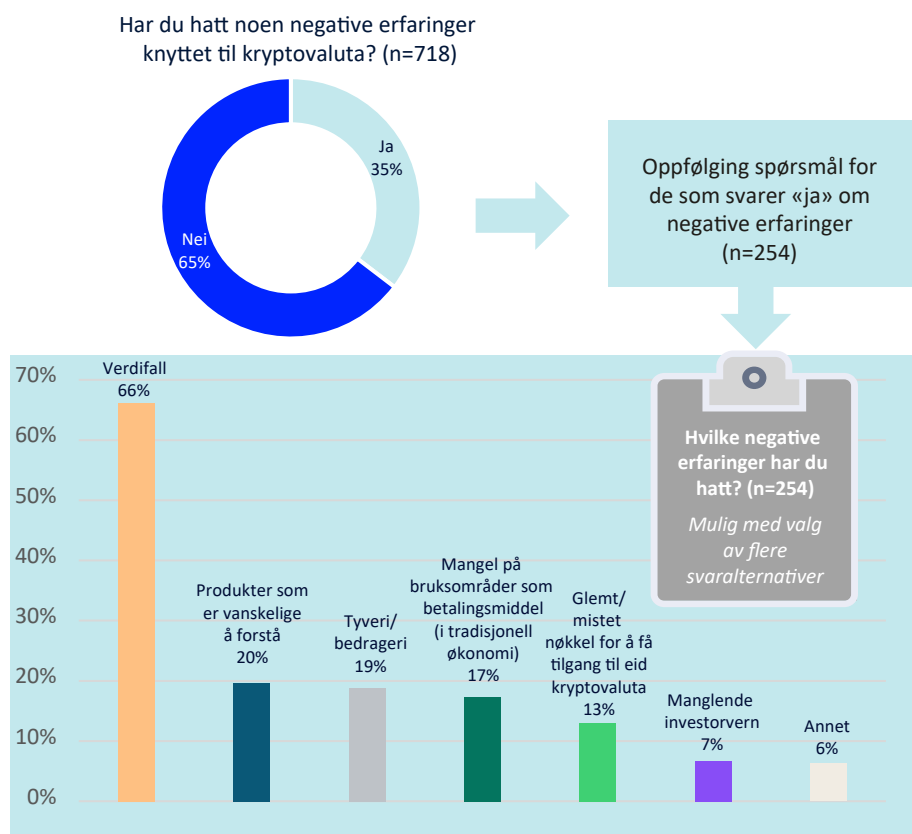 Har du hatt noen negative erfaringer
knyttet til kryptovaluta? (n=718)
Ja
35%
Nei
65%
Oppfølging spørsmål for
de som svarer «ja» om
negative erfaringer
(n=254)
Hvilke negative
erfaringer har du
hatt? (n=254)
Mulig med valg
av flere
svaralternativer
70%
60%
50%
40%
30%
20%
10%
0%
Verdifall
66%
Produkter som
er vanskelige
å forstå
20%
Tyveri/
bedrageri
19%
Mangel på
bruksområder som
betalingsmiddel
(i tradisjonell
økonomi)
17%
Glemt/
mistet
nøkkel for å få
tilgang til eid
kryptovaluta
13%
Manglende
investorvern
7%
Annet
6%